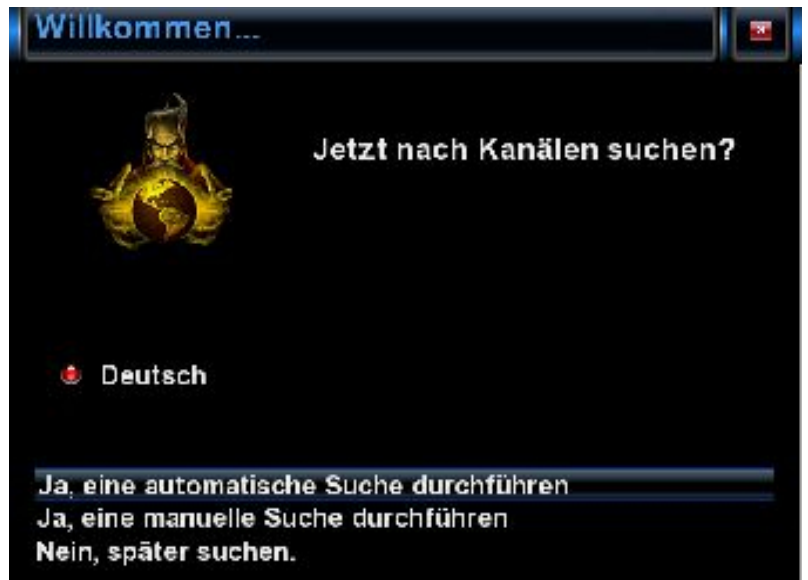 Willkommen...
Jetzt nach Kanälen suchen?
Deutsch
Ja, eine automatische Suche durchführen
Ja, eine manuelle Suche durchführen
Nein, später suchen.